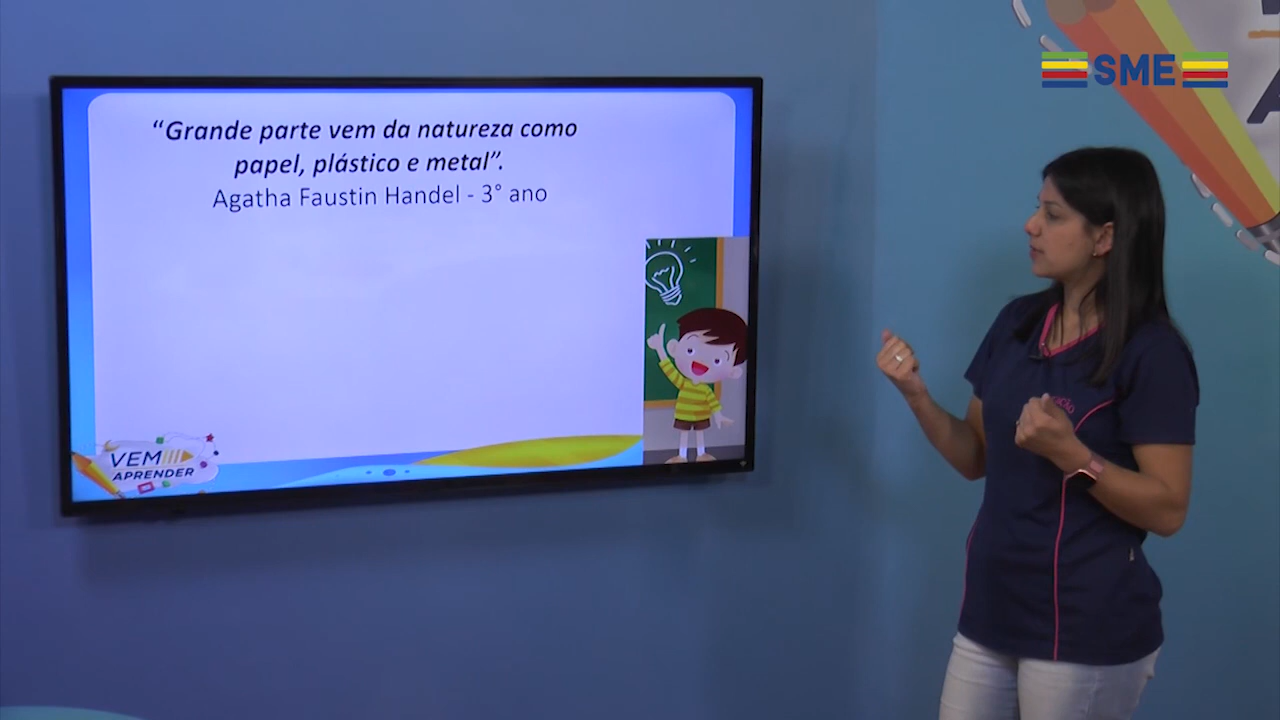 SME
“Grande parte vem da natureza como
papel, plástico e metal”.
Agatha Faustin Handel - 3° ano
VEM
APRENDER